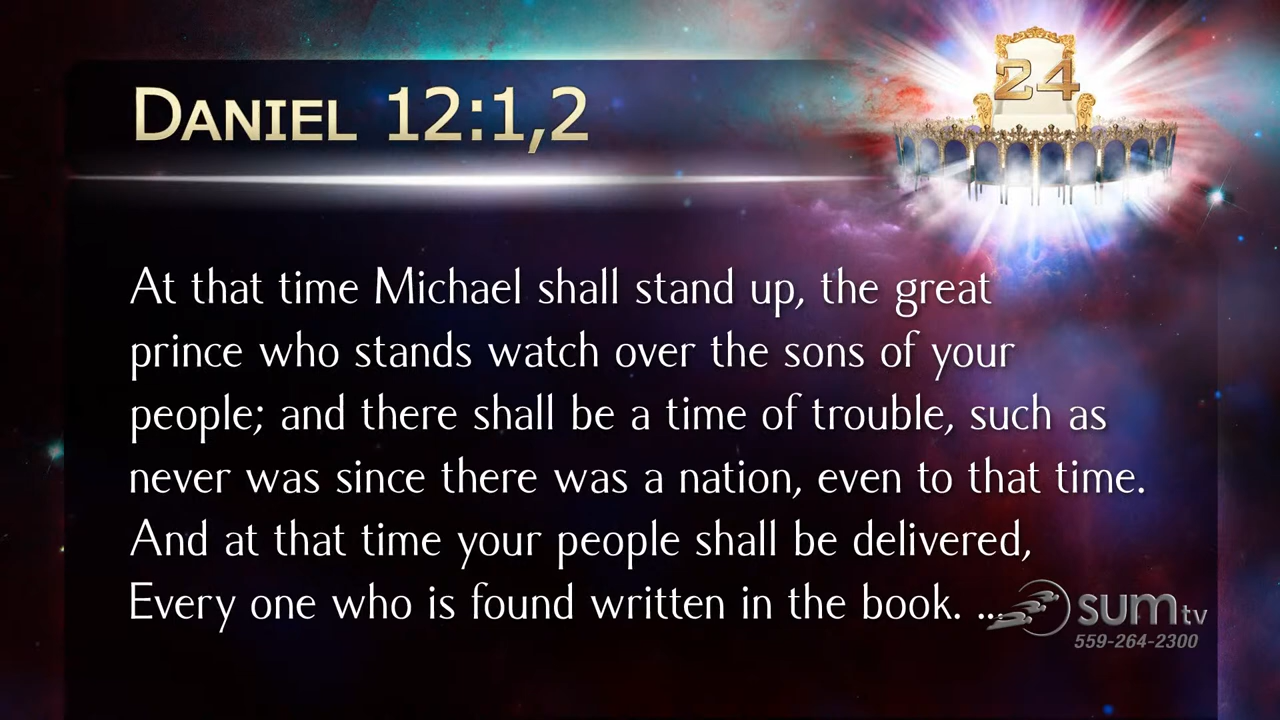 24
DANIEL 12:1,2
At that time Michael shall stand up, the great
prince who stands watch over the sons of your
people; and there shall be a time of trouble, such as
never was since there was a nation, even to that time.
And at that time your people shall be delivered,
Every one who is found written in the book. ...
sumtv
559-264-2300